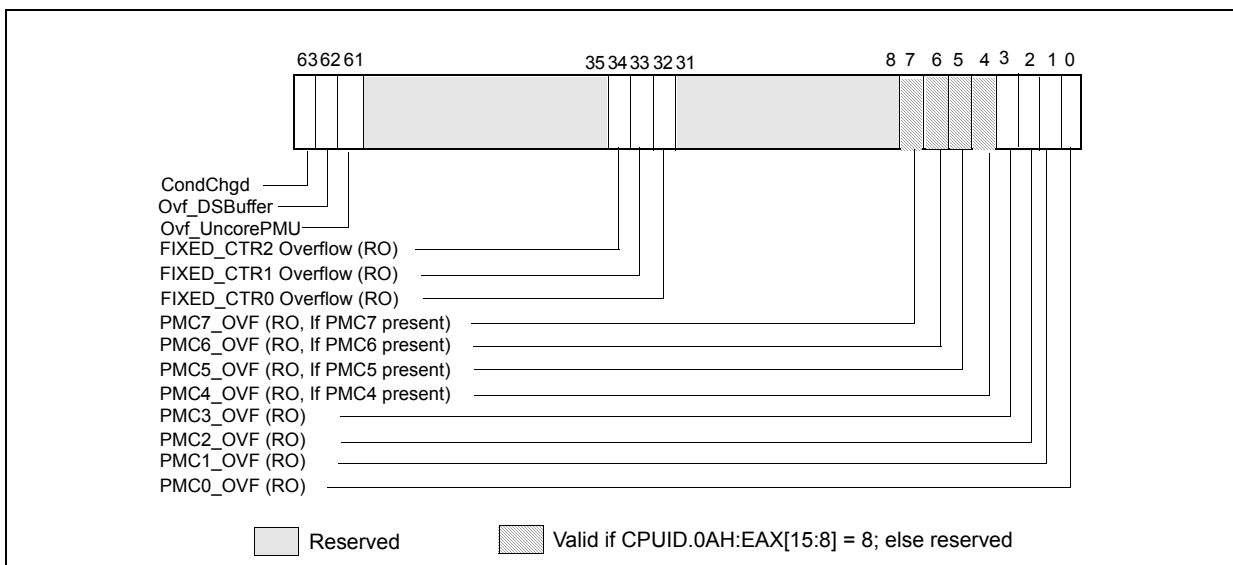 63 62 61 35 34 33 32 31 8 7 6 5 4 3 2 1 0
CondChgd
Ovf_DSBuffer
Ovf_UncorePMU
FIXED_CTR2 Overflow (RO)
FIXED_CTR1 Overflow (RO)
FIXED_CTR0 Overflow (RO)
PMC7_OVF (RO, If PMC7 present)
PMC6_OVF (RO, If PMC6 present)
PMC5_OVF (RO, If PMC5 present)
PMC4_OVF (RO, If PMC4 present)
PMC3_OVF (RO)
PMC2_OVF (RO)
PMC1_OVF (RO)
PMC0_OVF (RO)
Reserved Valid if CPUID.0AH:EAX[15:8] = 8; else reserved